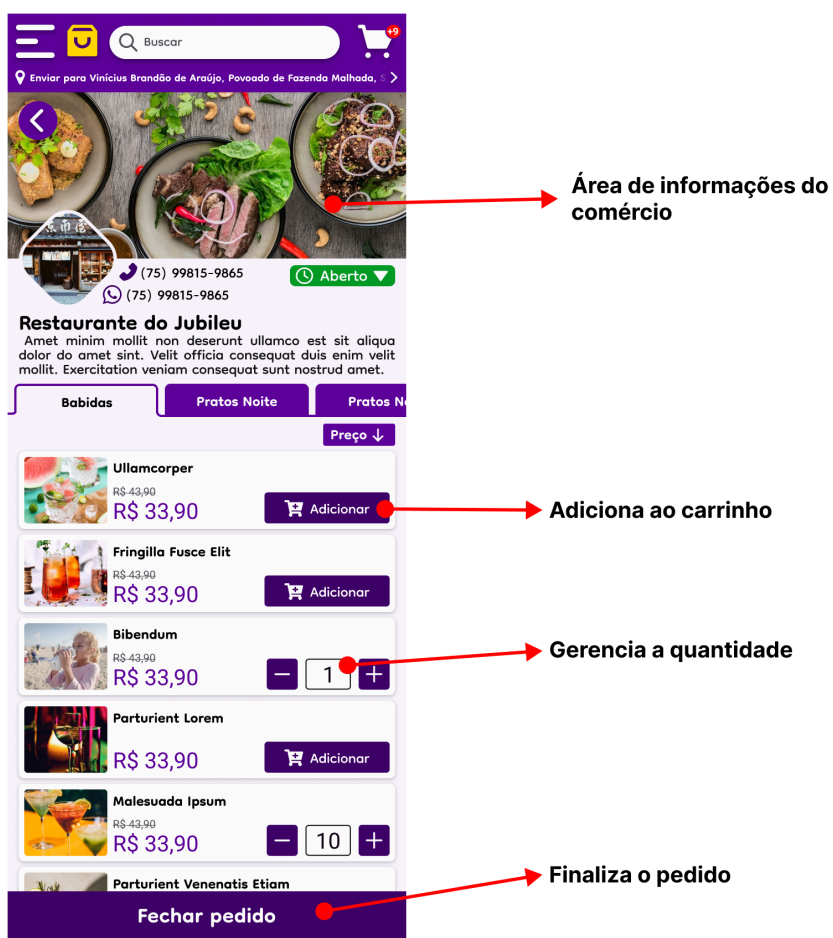 Buscar
+9
Enviar para Vinícius Brandão de Araújo, Povoado de Fazenda Malhada, S
Área de informações do
comércio
(75) 99815-9865
Aberto
(75) 99815-9865
Restaurante do Jubileu
Amet minim mollit non deserunt ullamco est sit aliqua
dolor do amet sint. Velit officia consequat duis enim velit
mollit. Exercitation veniam consequat sunt nostrud amet.
Babidas
Pratos Noite
Pratos N
Preço
Ullamcorper
R$ 43,90
R$ 33,90
Adicionar
Adiciona ao carrinho
Fringilla Fusce Elit
R$ 43,90
R$ 33,90
Adicionar
Bibendum
R$ 43,90
R$ 33,90
1
Gerencia a quantidade
Parturient Lorem
R$ 33,90
Adicionar
Malesuada Ipsum
R$ 43,90
R$ 33,90
10
Parturient Venenatis Etiam
Finaliza o pedido
Fechar pedido